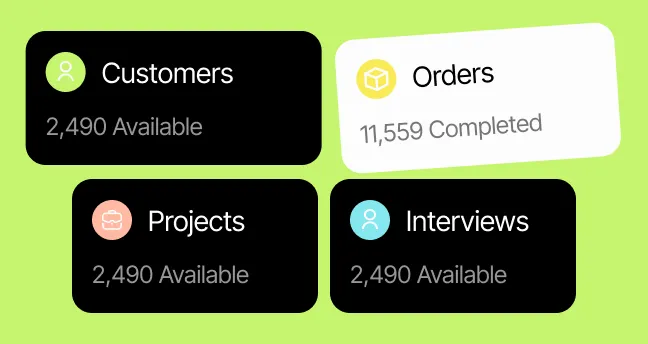 Customers
2,490 Available
Orders
11,559 Completed
Projects
2,490 Available
Interviews
2,490 Available